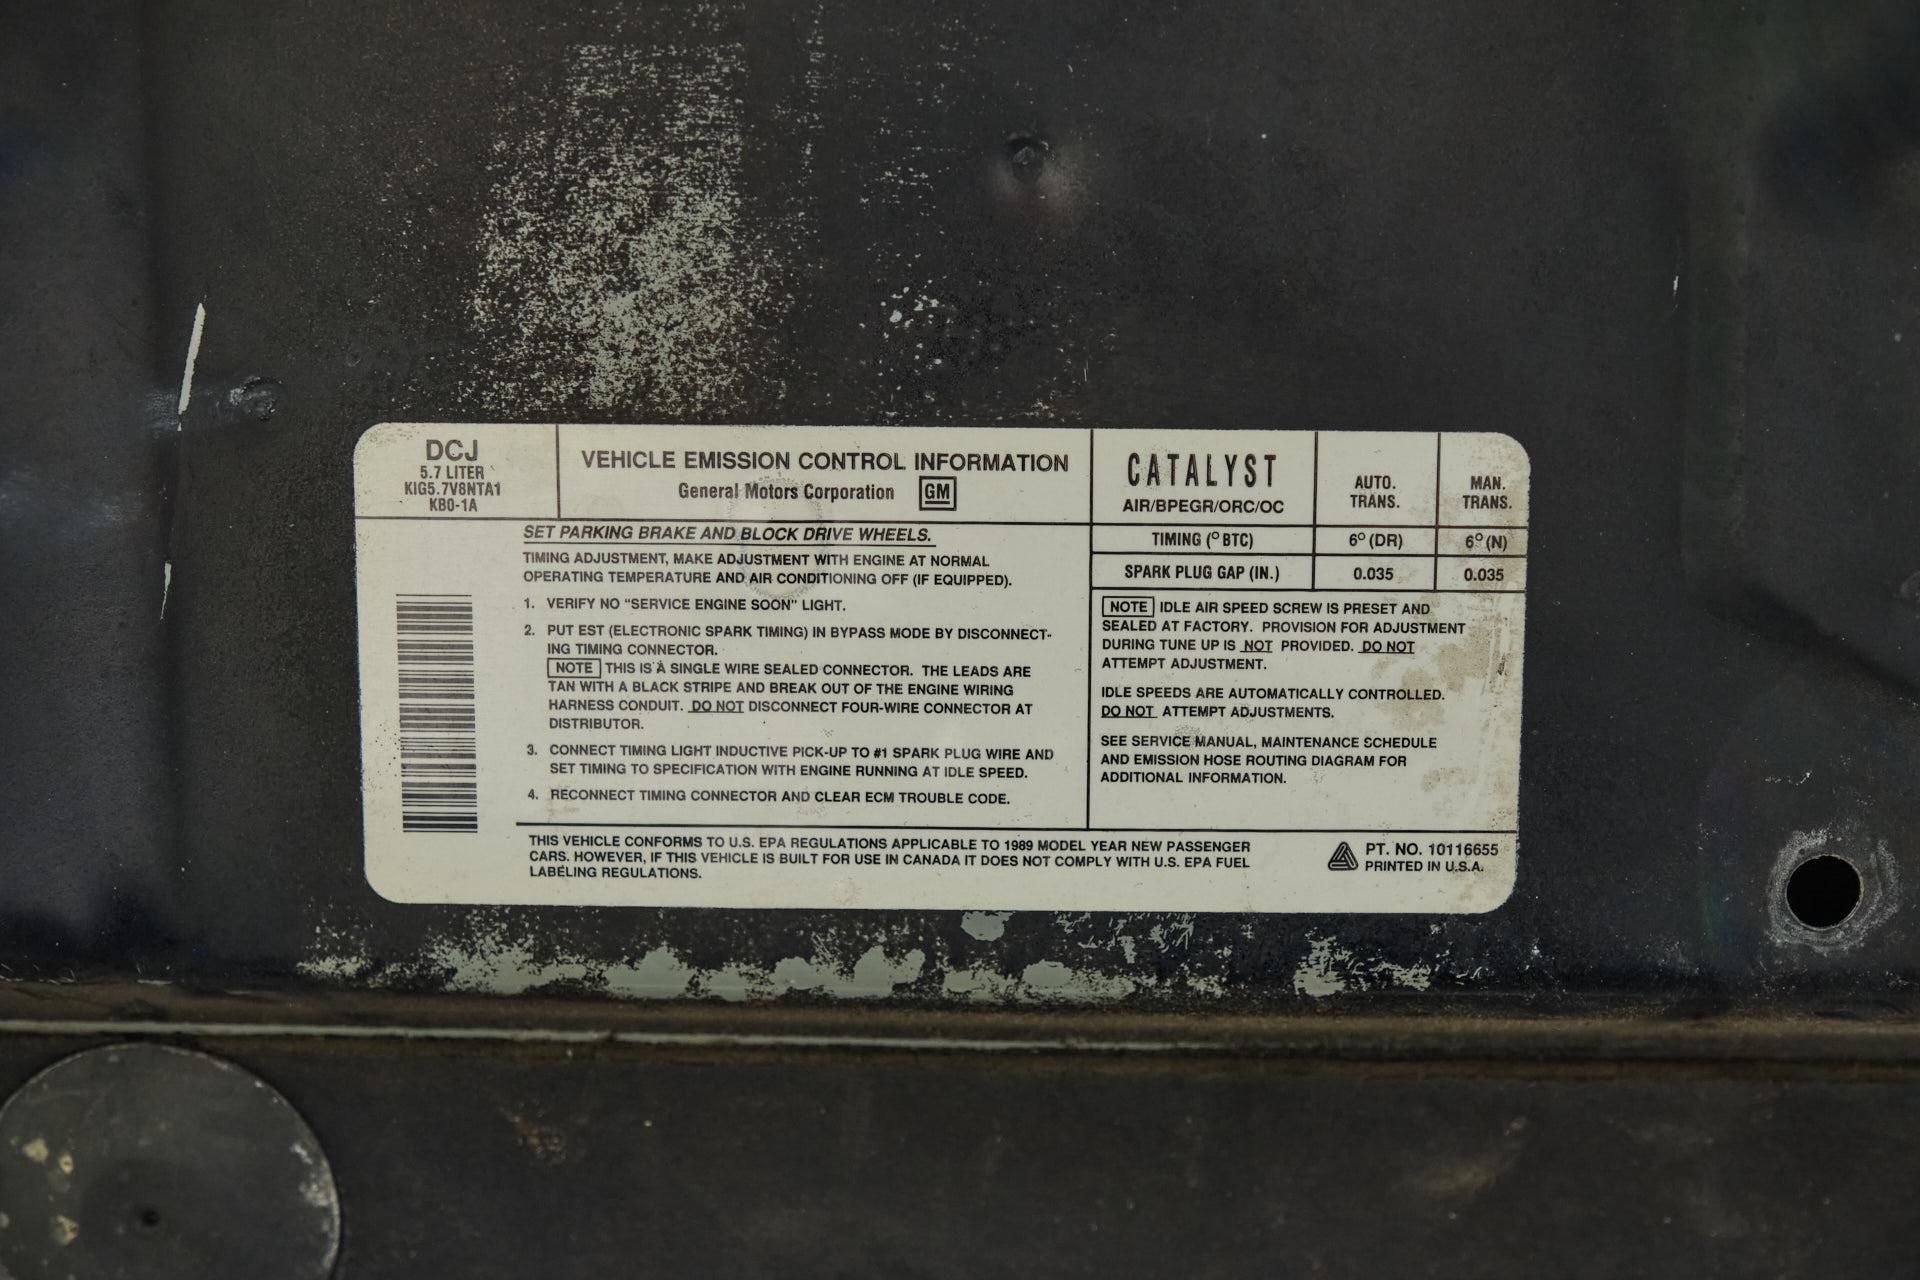 DCJ
5.7 LITER
KIG5.7V8NTA1
KB0-1A
VEHICLE EMISSION CONTROL INFORMATION
General Motors Corporation GM
CATALYST
AIR/BPEGR/ORC/OC
AUTO.
TRANS.
MAN.
TRANS.
TIMING (° BTC) 6° (DR) 6° (N)
SPARK PLUG GAP (IN.) 0.035 0.035
SET PARKING BRAKE AND BLOCK DRIVE WHEELS.
TIMING ADJUSTMENT, MAKE ADJUSTMENT WITH ENGINE AT NORMAL
OPERATING TEMPERATURE AND AIR CONDITIONING OFF (IF EQUIPPED).
1. VERIFY NO “SERVICE ENGINE SOON” LIGHT.
2. PUT EST (ELECTRONIC SPARK TIMING) IN BYPASS MODE BY DISCONNECT-
ING TIMING CONNECTOR.
NOTE THIS IS A SINGLE WIRE SEALED CONNECTOR. THE LEADS ARE
TAN WITH A BLACK STRIPE AND BREAK OUT OF THE ENGINE WIRING
HARNESS CONDUIT. DO NOT DISCONNECT FOUR-WIRE CONNECTOR AT
DISTRIBUTOR.
3. CONNECT TIMING LIGHT INDUCTIVE PICK-UP TO #1 SPARK PLUG WIRE AND
SET TIMING TO SPECIFICATION WITH ENGINE RUNNING AT IDLE SPEED.
4. RECONNECT TIMING CONNECTOR AND CLEAR ECM TROUBLE CODE.
NOTE IDLE AIR SPEED SCREW IS PRESET AND
SEALED AT FACTORY. PROVISION FOR ADJUSTMENT
DURING TUNE UP IS NOT PROVIDED. DO NOT
ATTEMPT ADJUSTMENT.
IDLE SPEEDS ARE AUTOMATICALLY CONTROLLED.
DO NOT ATTEMPT ADJUSTMENTS.
SEE SERVICE MANUAL, MAINTENANCE SCHEDULE
AND EMISSION HOSE ROUTING DIAGRAM FOR
ADDITIONAL INFORMATION.
THIS VEHICLE CONFORMS TO U.S. EPA REGULATIONS APPLICABLE TO 1989 MODEL YEAR NEW PASSENGER
CARS. HOWEVER, IF THIS VEHICLE IS BUILT FOR USE IN CANADA IT DOES NOT COMPLY WITH U.S. EPA FUEL
LABELING REGULATIONS.
PT. NO. 10116655
PRINTED IN U.S.A.